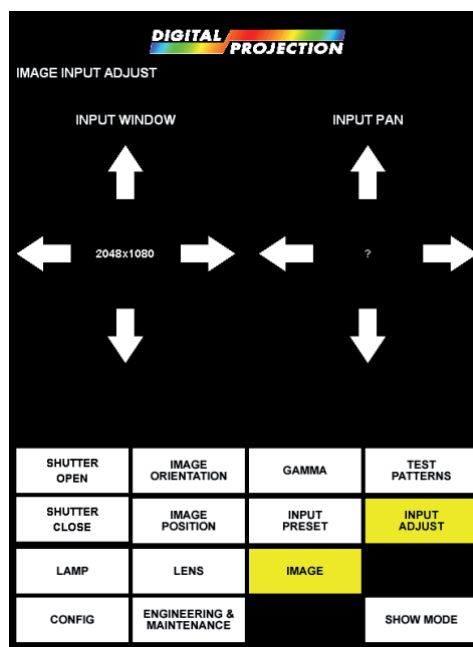 DIGITAL
PROJECTION
IMAGE INPUT ADJUST
INPUT WINDOW
INPUT PAN
2048x1080
?
SHUTTER
OPEN
IMAGE
ORIENTATION
GAMMA
TEST
PATTERNS
SHUTTER
CLOSE
IMAGE
POSITION
INPUT
PRESET
INPUT
ADJUST
LAMP
LENS
IMAGE
CONFIG
ENGINEERING &
MAINTENANCE
SHOW MODE